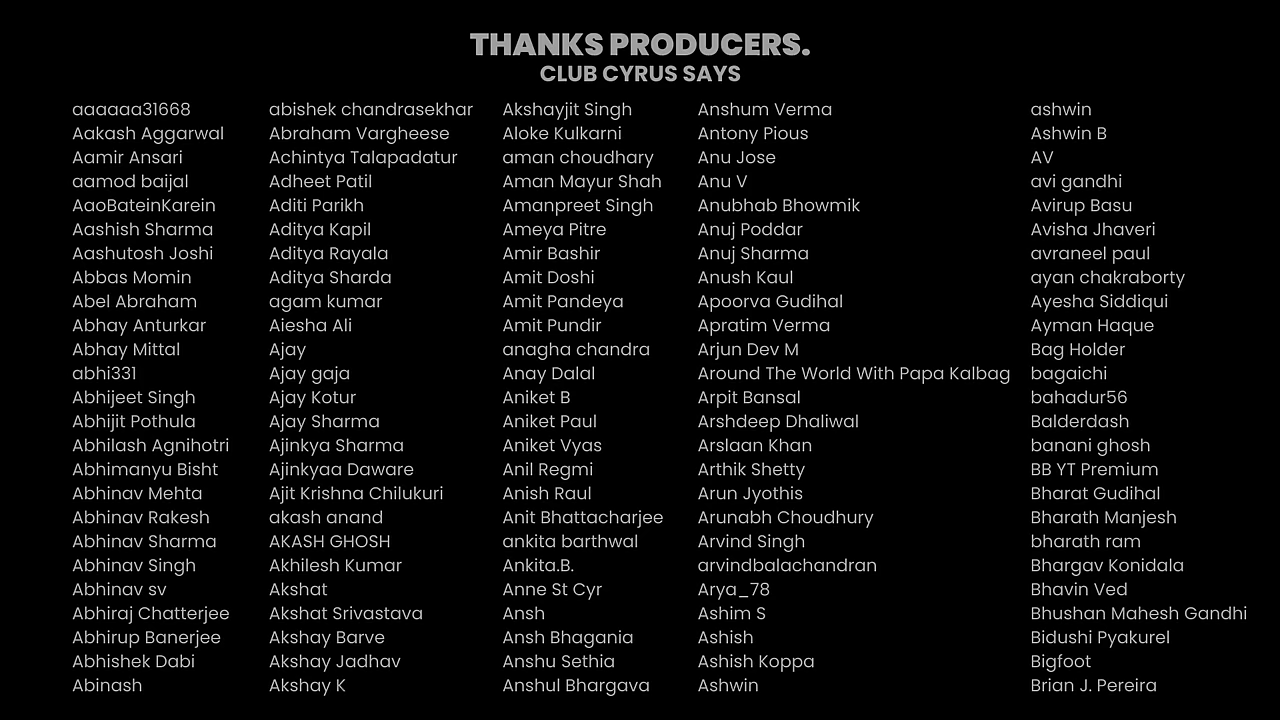 THANKS PRODUCERS.
CLUB CYRUS SAYS
aaaaaa31668
Aakash Aggarwal
Aamir Ansari
aamod baijal
AaoBateinKarein
Aashish Sharma
Aashutosh Joshi
Abbas Momin
Abel Abraham
Abhay Anturkar
Abhay Mittal
abhi331
Abhijeet Singh
Abhijit Pothula
Abhilash Agnihotri
Abhimanyu Bisht
Abhinav Mehta
Abhinav Rakesh
Abhinav Sharma
Abhinav Singh
Abhinav sv
Abhiraj Chatterjee
Abhirup Banerjee
Abhishek Dabi
Abinash
abishek chandrasekhar
Abraham Vargheese
Achintya Talapadatur
Adheet Patil
Aditi Parikh
Aditya Kapil
Aditya Rayala
Aditya Sharda
agam kumar
Aiesha Ali
Ajay
Ajay gaja
Ajay Kotur
Ajay Sharma
Ajinkya Sharma
Ajinkyaa Daware
Ajit Krishna Chilukuri
akash anand
AKASH GHOSH
Akhilesh Kumar
Akshat
Akshat Srivastava
Akshay Barve
Akshay Jadhav
Akshay K
Akshayjit Singh
Aloke Kulkarni
aman choudhary
Aman Mayur Shah
Amanpreet Singh
Ameya Pitre
Amir Bashir
Amit Doshi
Amit Pandeya
Amit Pundir
anagha chandra
Anay Dalal
Aniket B
Aniket Paul
Aniket Vyas
Anil Regmi
Anish Raul
Anit Bhattacharjee
ankita barthwal
Ankita.B.
Anne St Cyr
Ansh
Ansh Bhagania
Anshu Sethia
Anshul Bhargava
Anshum Verma
Antony Pious
Anu Jose
Anu V
Anubhab Bhowmik
Anuj Poddar
Anuj Sharma
Anush Kaul
Apoorva Gudihal
Apratim Verma
Arjun Dev M
Around The World With Papa Kalbag
Arpit Bansal
Arshdeep Dhaliwal
Arslaan Khan
Arthik Shetty
Arun Jyothis
Arunabh Choudhury
Arvind Singh
arvindbalachandran
Arya_78
Ashim S
Ashish
Ashish Koppa
Ashwin
ashwin
Ashwin B
AV
avi gandhi
Avirup Basu
Avisha Jhaveri
avraneel paul
ayan chakraborty
Ayesha Siddiqui
Ayman Haque
Bag Holder
bagaichi
bahadur56
Balderdash
banani ghosh
BB YT Premium
Bharat Gudihal
Bharath Manjesh
bharath ram
Bhargav Konidala
Bhavin Ved
Bhushan Mahesh Gandhi
Bidushi Pyakurel
Bigfoot
Brian J. Pereira